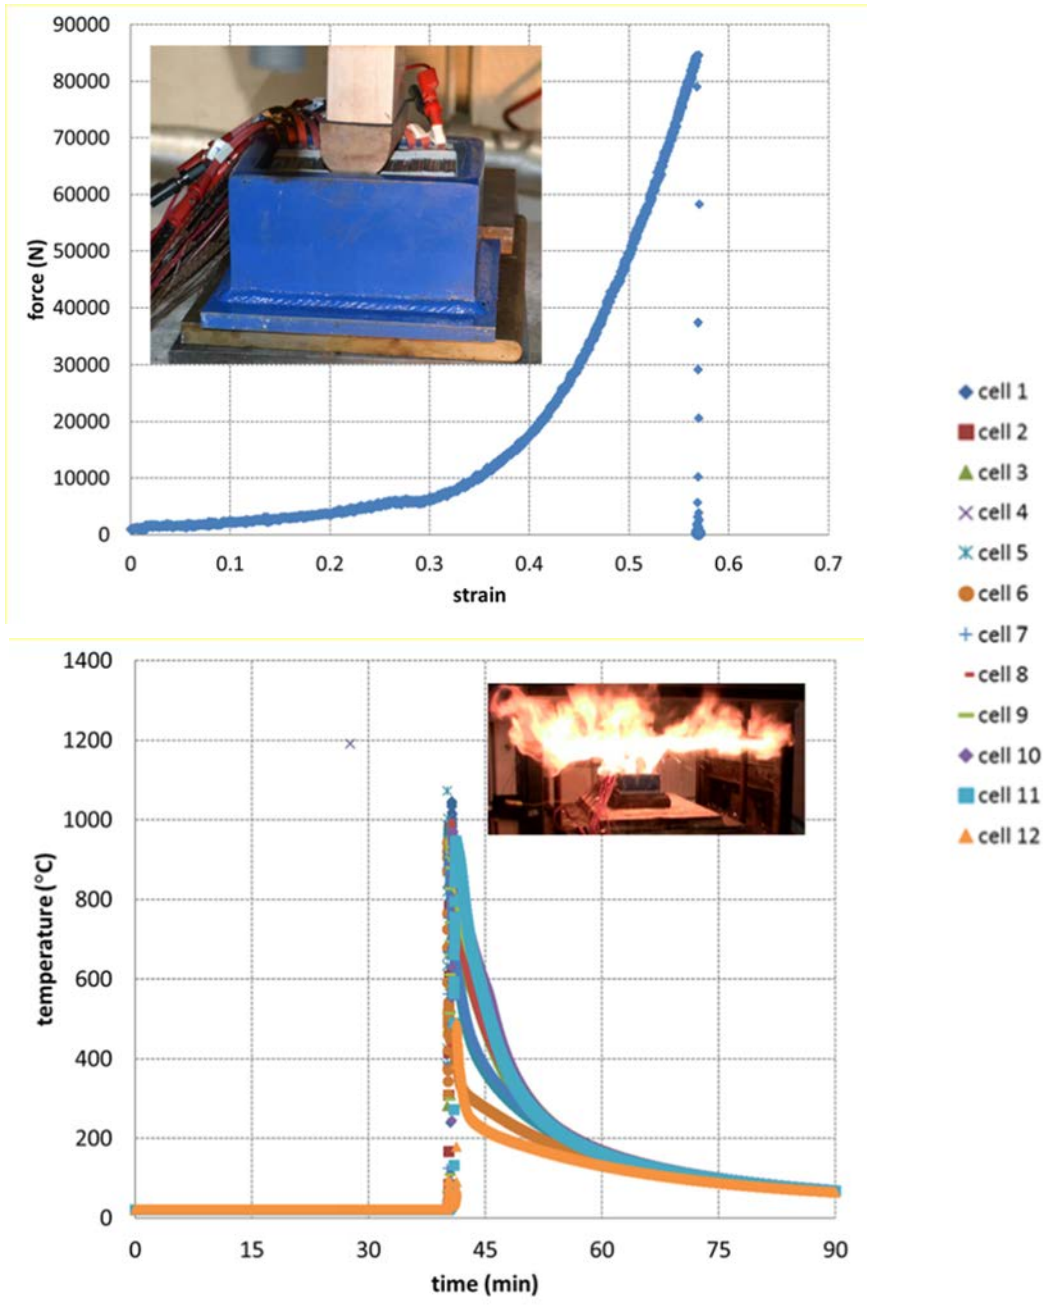 90000
80000
70000
60000
50000
40000
30000
20000
10000
0
force (N)
0 0.1 0.2 0.3 0.4 0.5 0.6 0.7
strain
cell 1
cell 2
cell 3
cell 4
cell 5
cell 6
cell 7
cell 8
cell 9
cell 10
cell 11
cell 12
1400
1200
1000
800
600
400
200
0
temperature (°C)
0 15 30 45 60 75 90
time (min)